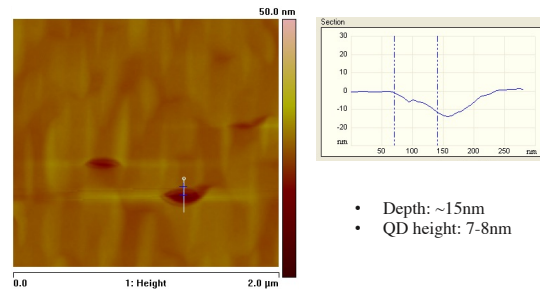 50.0 nm
0.0
1: Height
2.0 µm
Section
30
20
10
0
-10
-20
nm
50
100
150
200
250
nm
• Depth: ~15nm
• QD height: 7-8nm